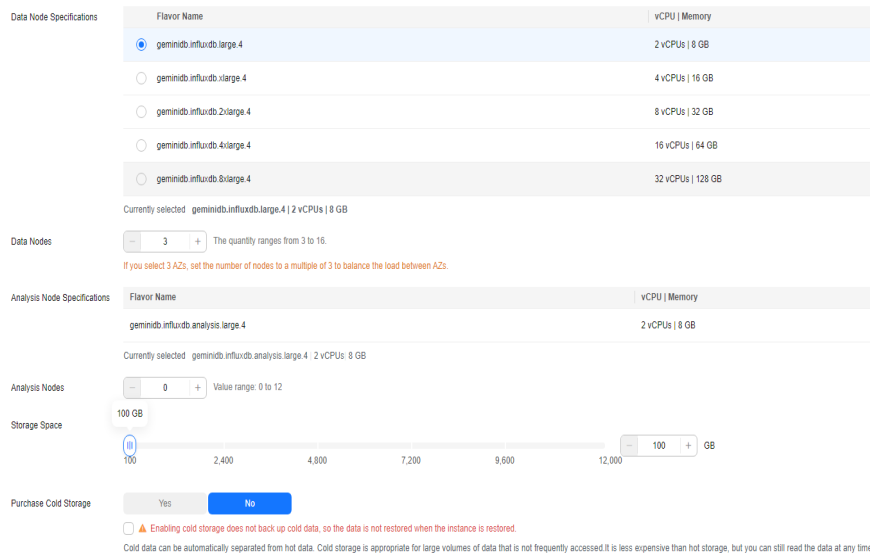 Data Node Specifications Flavor Name vCPU | Memory
geminidb.influxdb.large.4 2 vCPUs | 8 GB
geminidb.influxdb.xlarge.4 4 vCPUs | 16 GB
geminidb.influxdb.2xlarge.4 8 vCPUs | 32 GB
geminidb.influxdb.4xlarge.4 16 vCPUs | 64 GB
geminidb.influxdb.8xlarge.4 32 vCPUs | 128 GB
Currently selected geminidb.influxdb.large.4 | 2 vCPUs | 8 GB
Data Nodes − 3 + The quantity ranges from 3 to 16.
If you select 3 AZs, set the number of nodes to a multiple of 3 to balance the load between AZs.
Analysis Node Specifications Flavor Name vCPU | Memory
geminidb.influxdb.analysis.large.4 2 vCPUs | 8 GB
Currently selected geminidb.influxdb.analysis.large.4 | 2 vCPUs | 8 GB
Analysis Nodes − 0 + Value range: 0 to 12
100 GB
Storage Space
− 100 + GB
100 2,400 4,800 7,200 9,600 12,000
Purchase Cold Storage Yes No
Enabling cold storage does not back up cold data, so the data is not restored when the instance is restored.
Cold data can be automatically separated from hot data. Cold storage is appropriate for large volumes of data that is not frequently accessed.It is less expensive than hot storage, but you can still read the data at any time